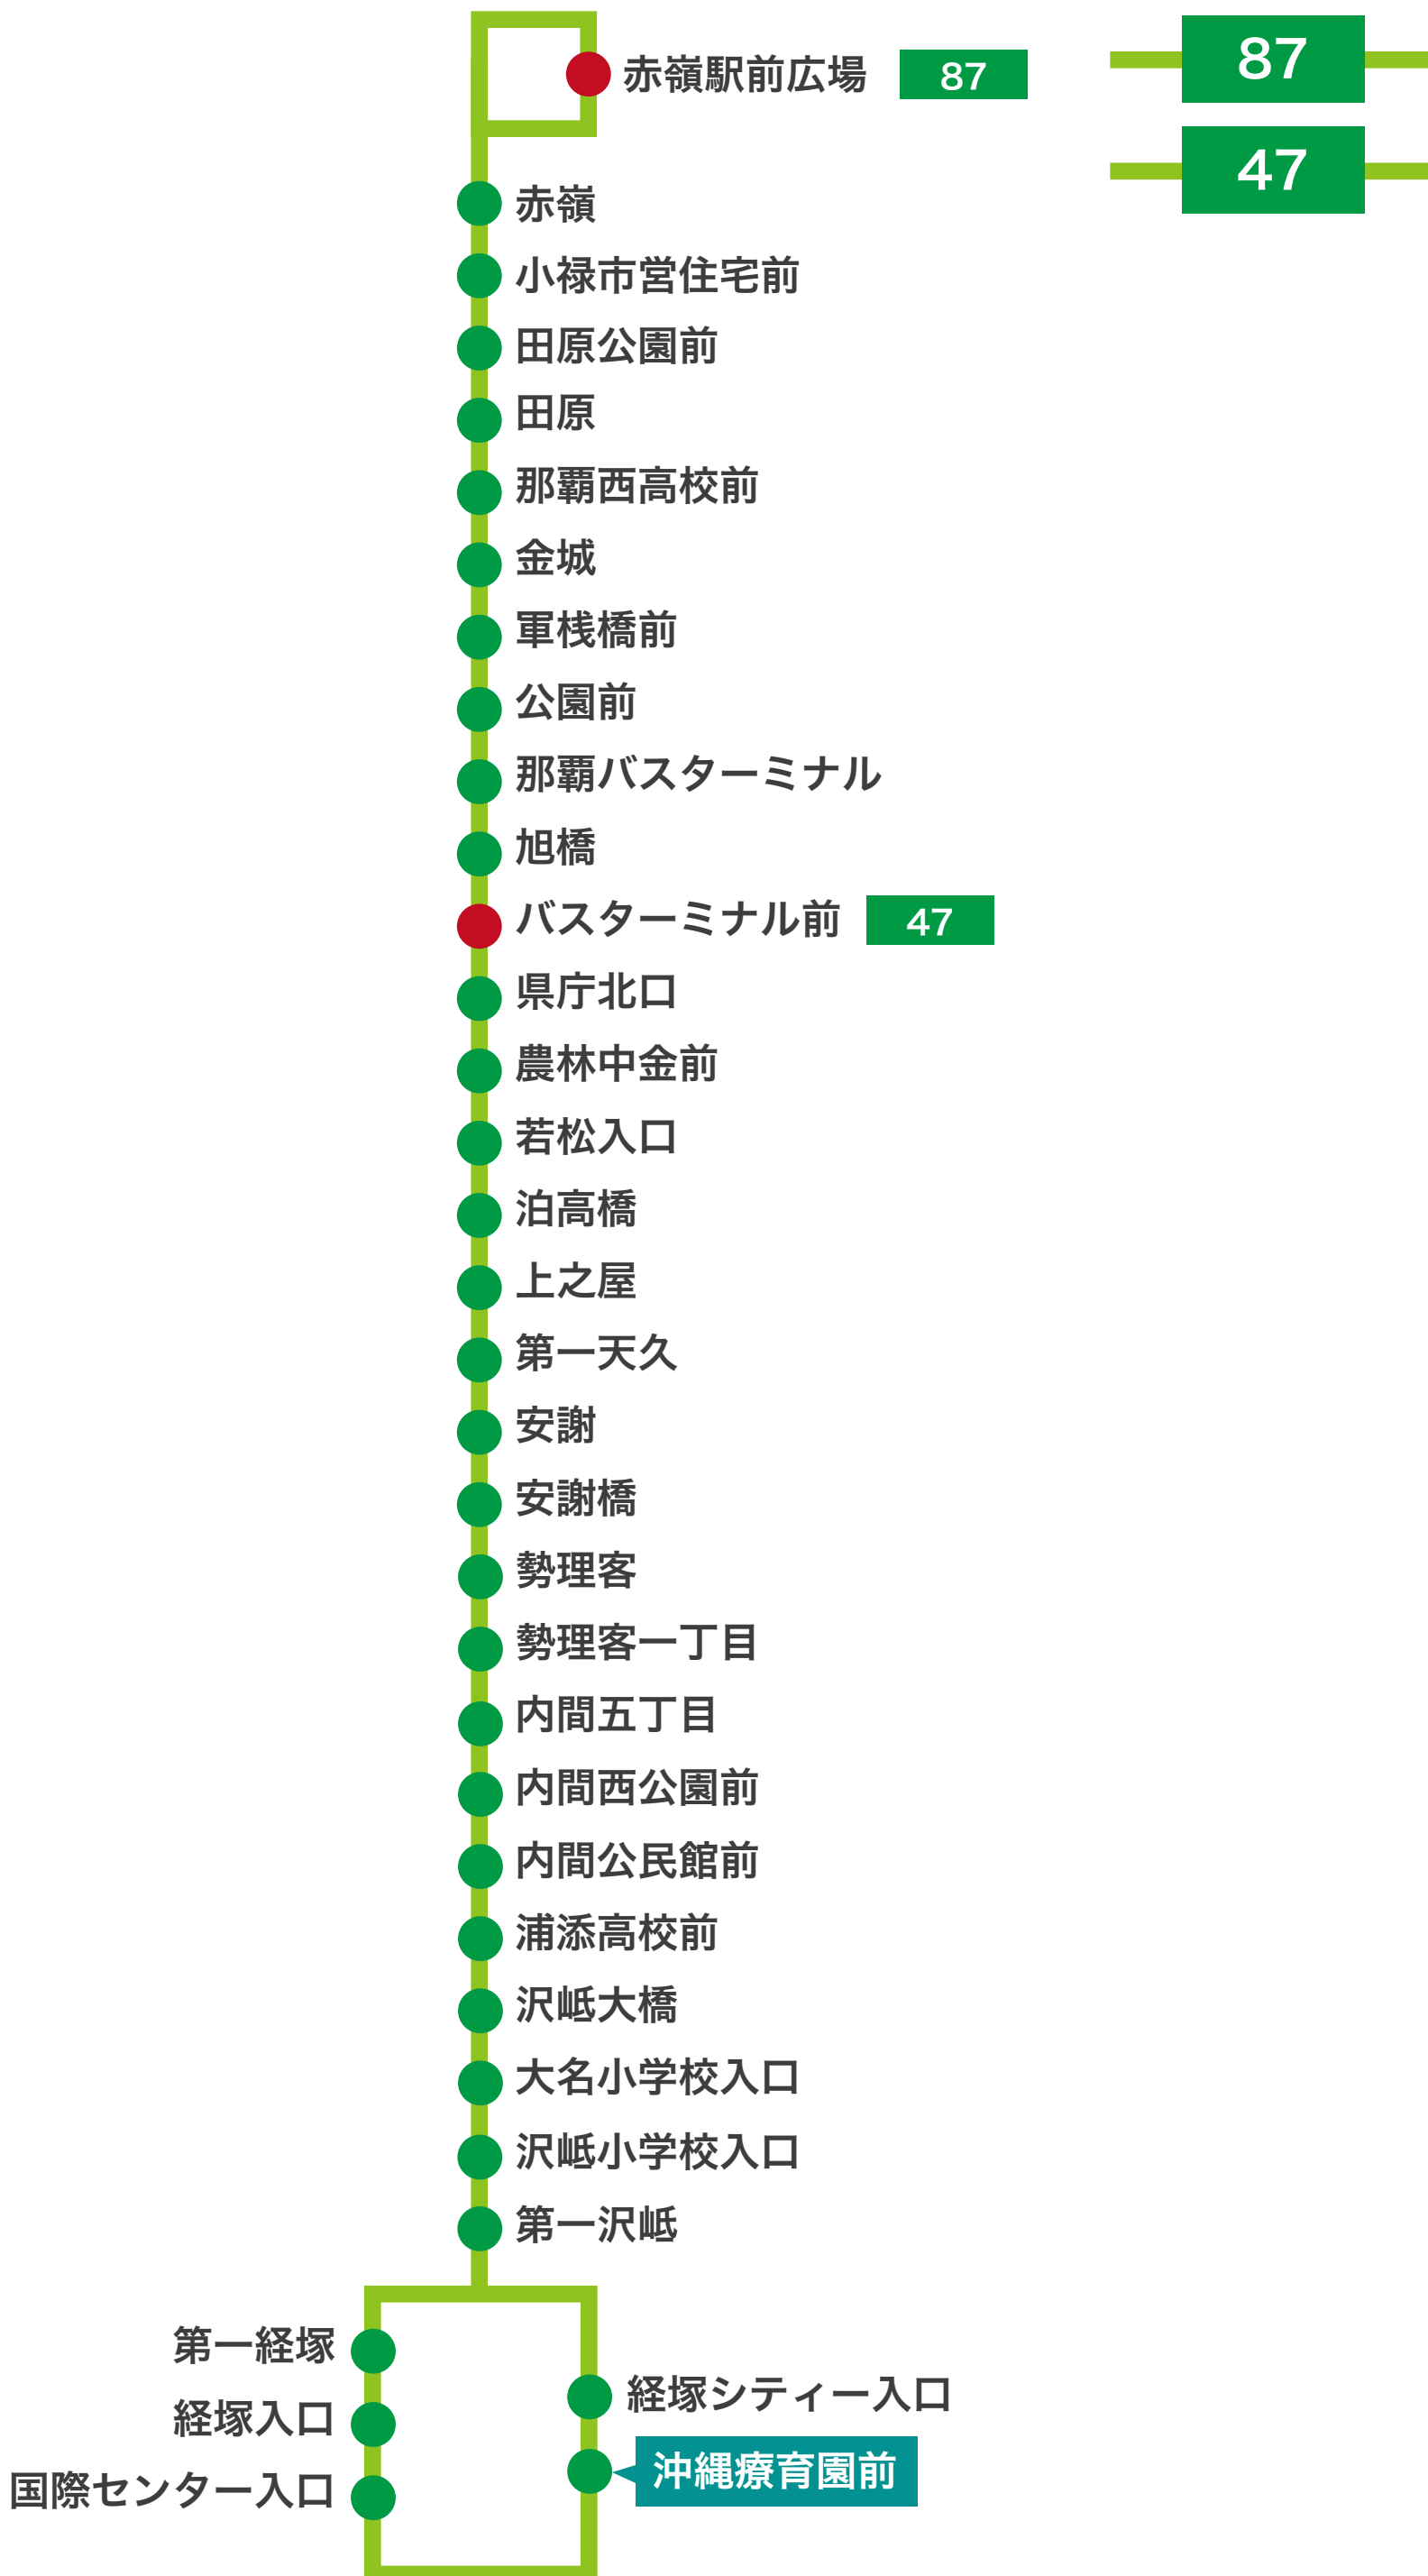 赤嶺駅前広場
87
87
47
赤嶺
小禄市営住宅前
田原公園前
田原
那覇西高校前
金城
軍桟橋前
公園前
那覇バスターミナル
旭橋
バスターミナル前
47
県庁北口
農林中金前
若松入口
泊高橋
上之屋
第一天久
安謝
安謝橋
勢理客
勢理客一丁目
内間五丁目
内間西公園前
内間公民館前
浦添高校前
沢岻大橋
大名小学校入口
沢岻小学校入口
第一沢岻
第一経塚
経塚入口
国際センター入口
経塚シティー入口
沖縄療育園前